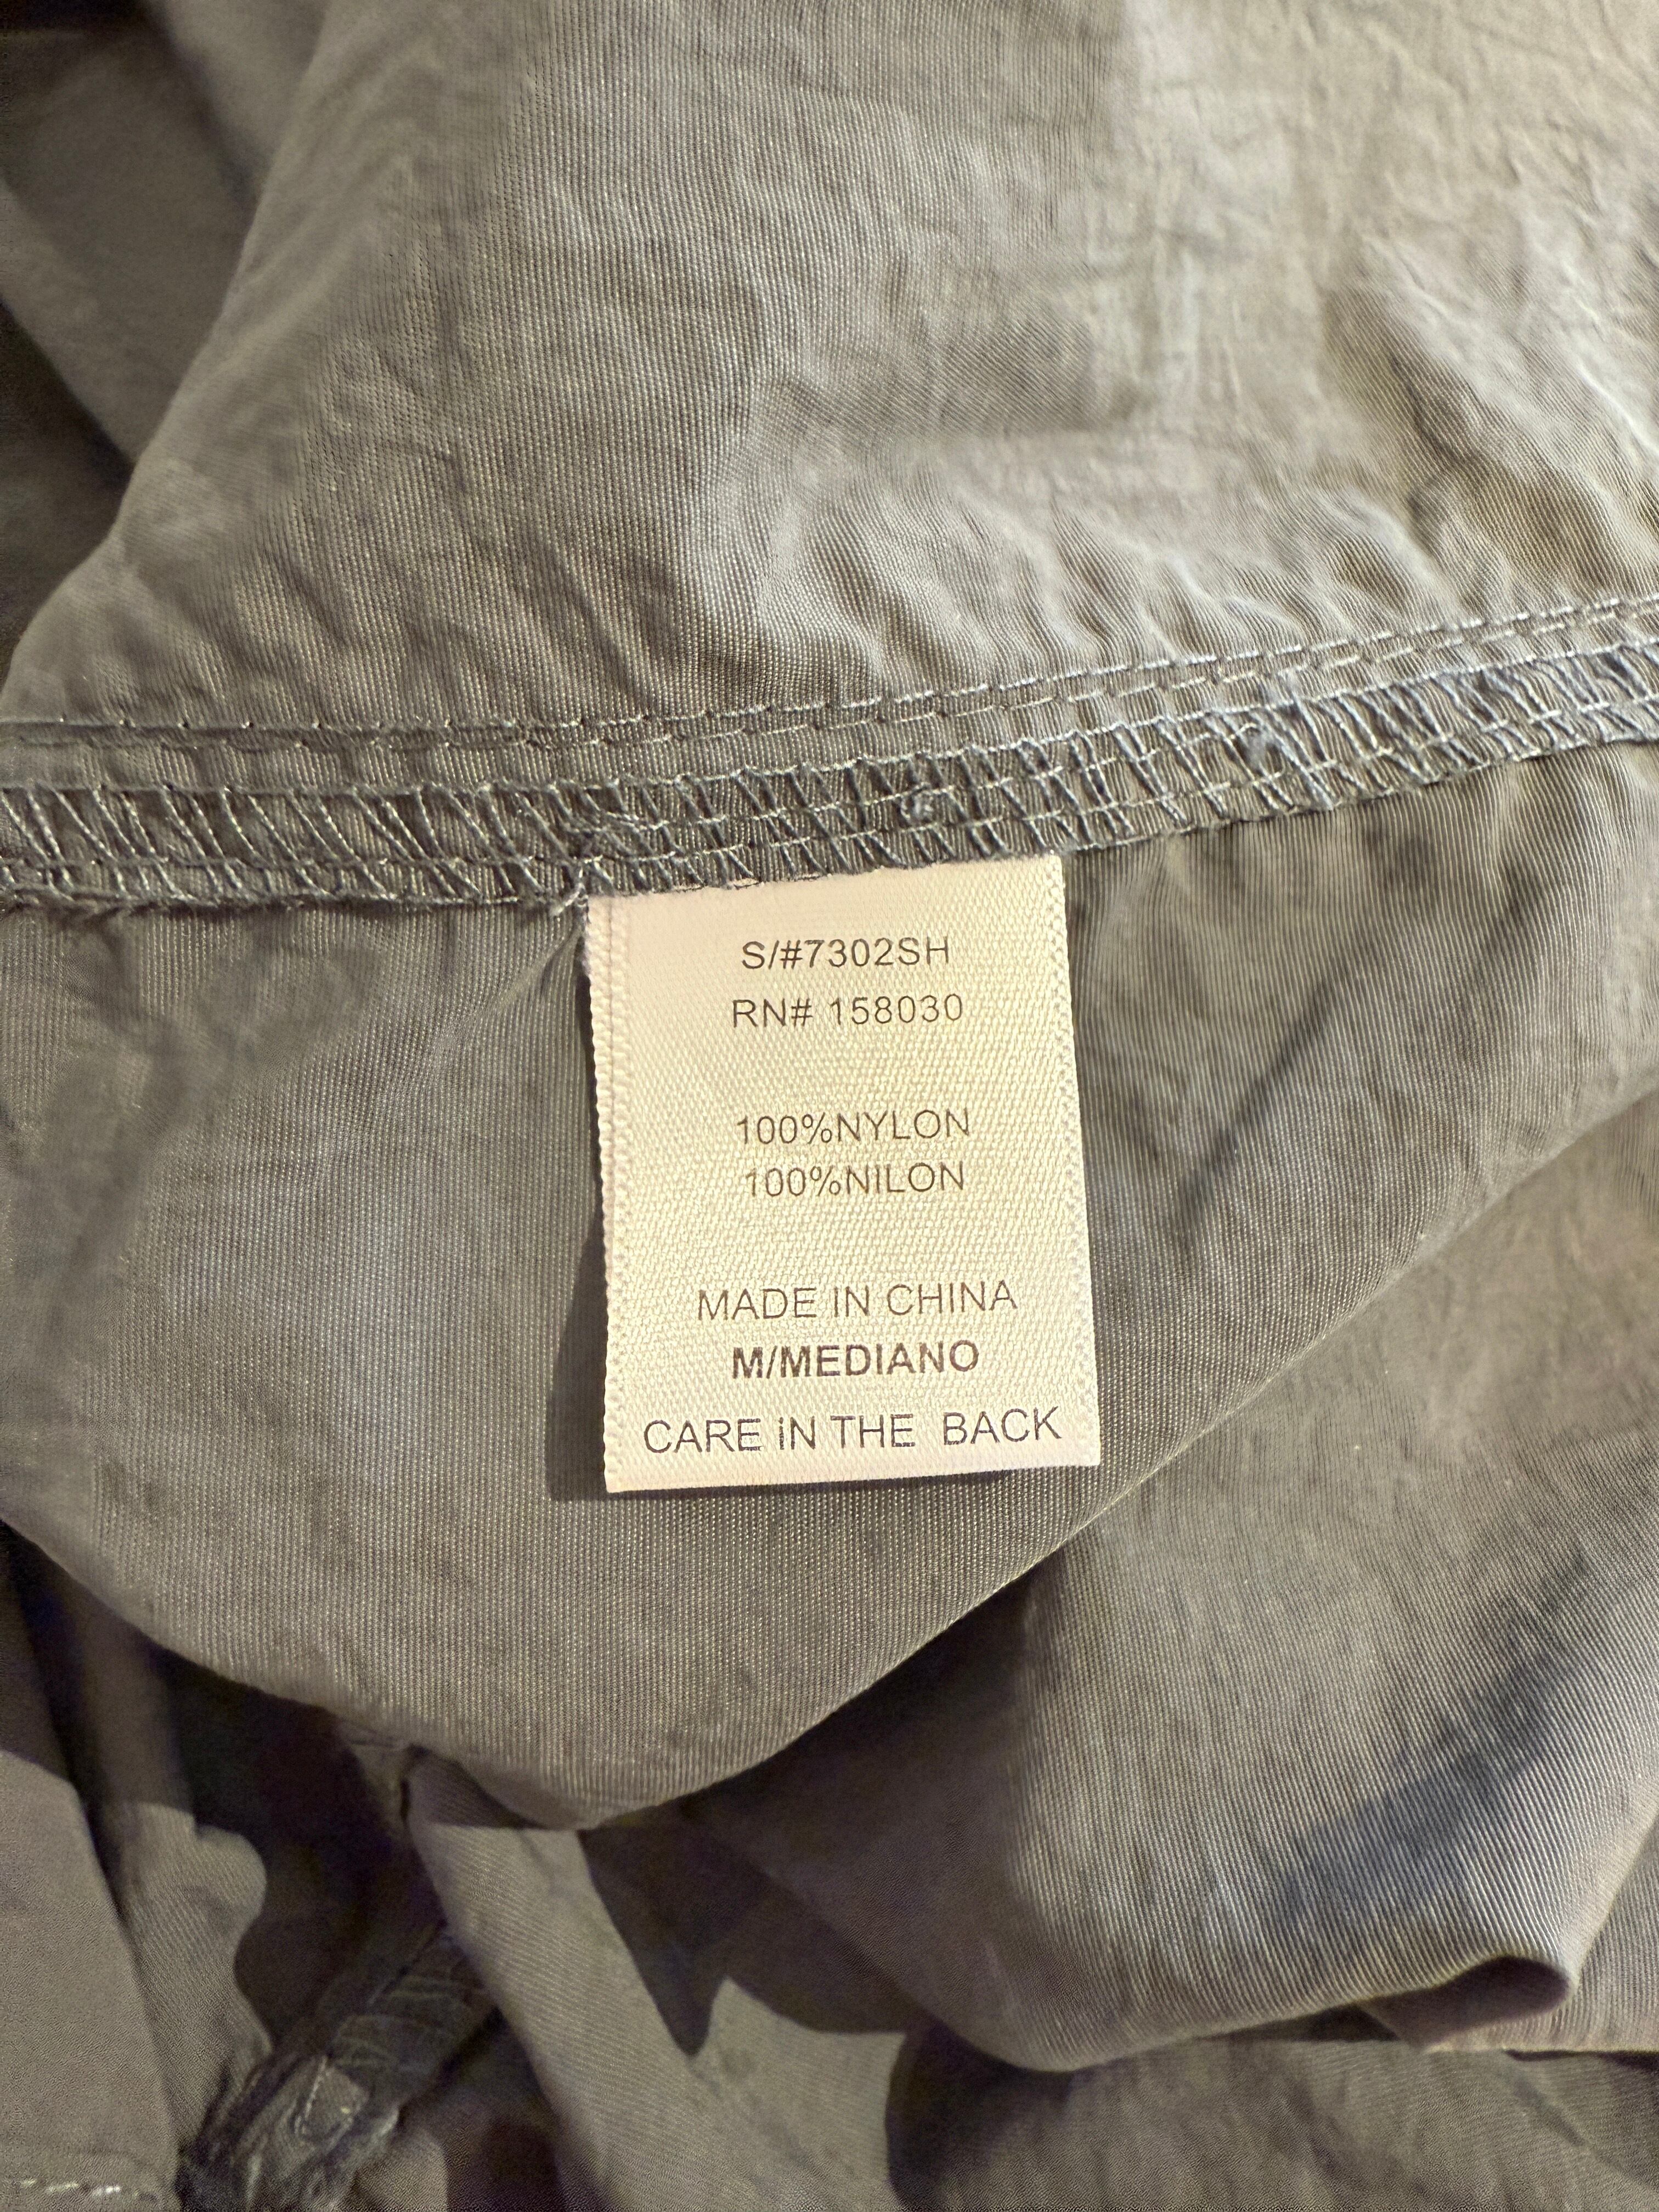 S/#7302SH
RN# 158030
100%NYLON
100%NILON
MADE IN CHINA
M/MEDIANO
CARE iN THE BACK